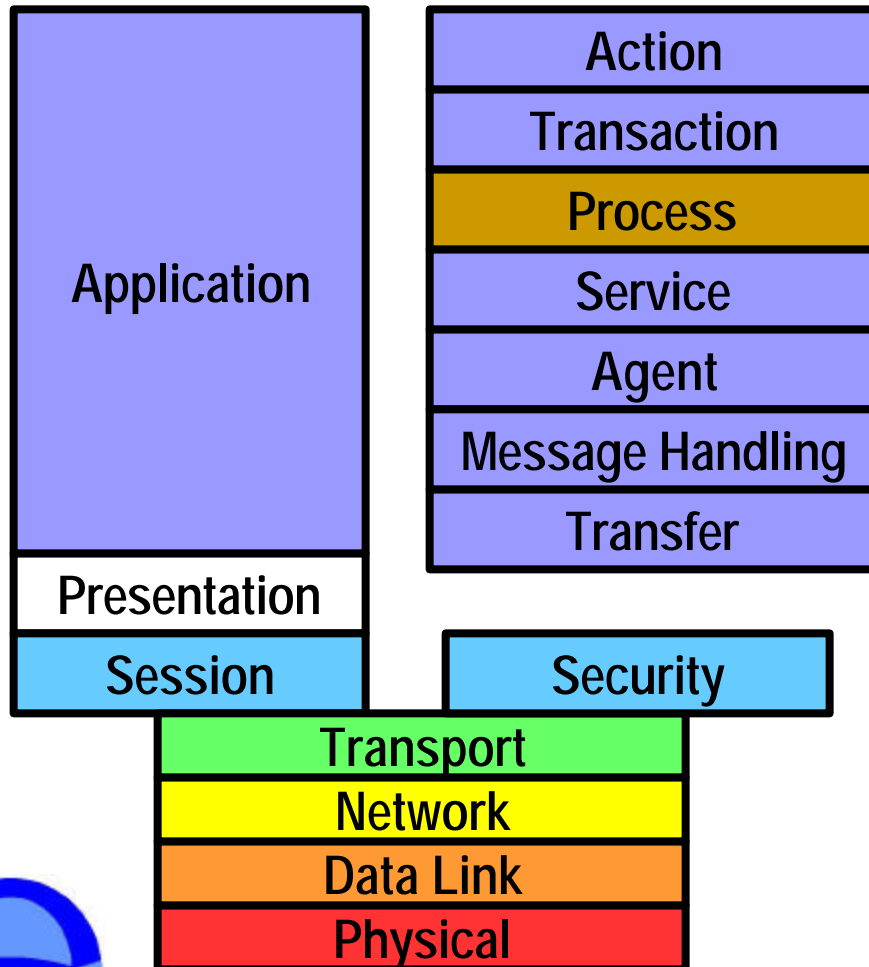 Application
Presentation
Session
Action
Transaction
Process
Service
Agent
Message Handling
Transfer
Security
Transport
Network
Data Link
Physical